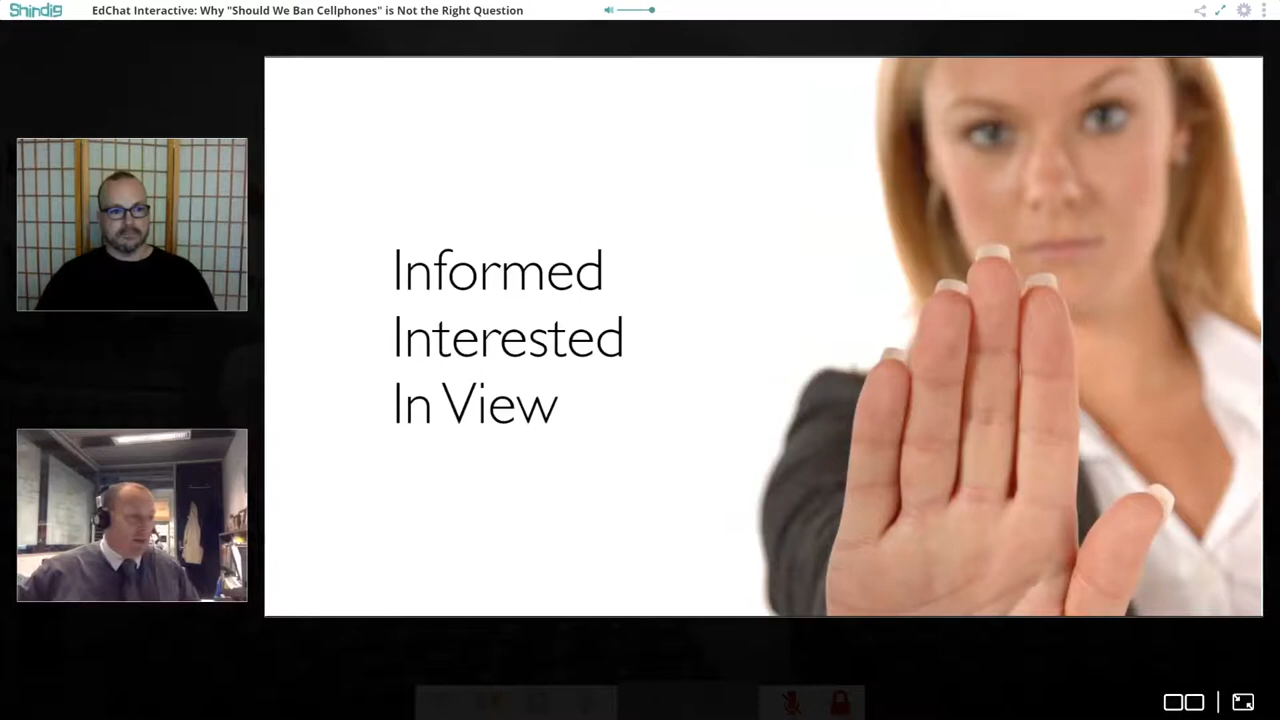 Shindig
EdChat Interactive: Why "Should We Ban Cellphones" is Not the Right Question
Informed
Interested
In View